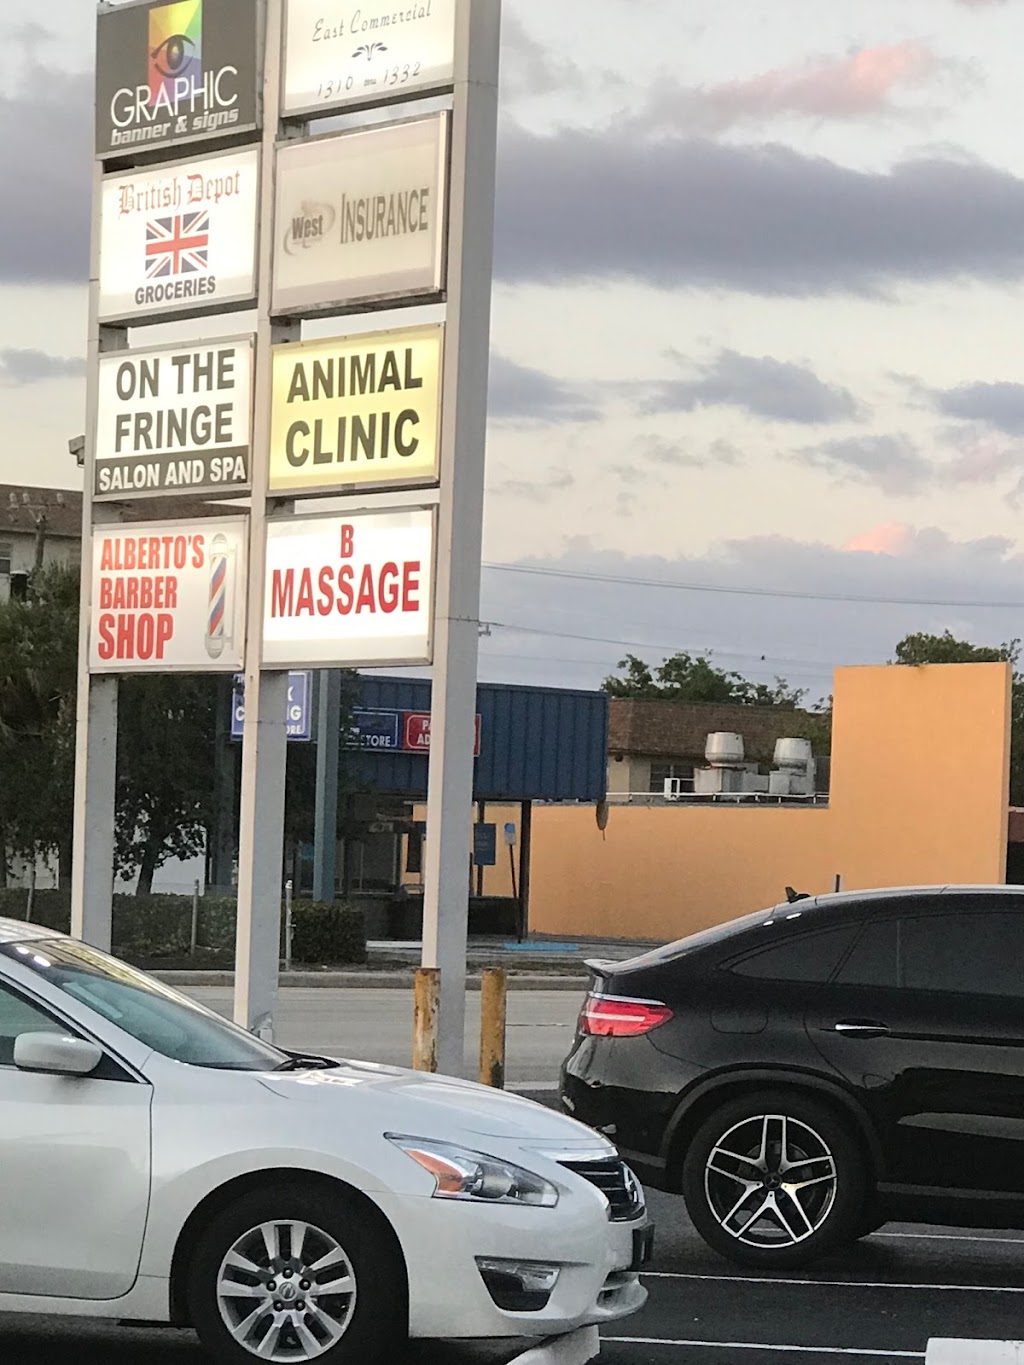 GRAPHIC
banner & signs
East Commercial
1310 thru 1332
British Depot
GROCERIES
West INSURANCE
ON THE
FRINGE
SALON AND SPA
ANIMAL
CLINIC
ALBERTO'S
BARBER
SHOP
B
MASSAGE